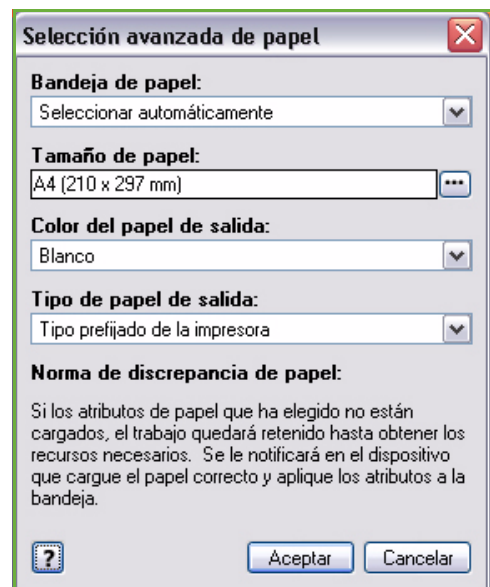 Selección avanzada de papel
Bandeja de papel:
Seleccionar automáticamente
Tamaño de papel:
A4 (210 x 297 mm)
...
Color del papel de salida:
Blanco
Tipo de papel de salida:
Tipo prefijado de la impresora
Norma de discrepancia de papel:
Si los atributos de papel que ha elegido no están
cargados, el trabajo quedará retenido hasta obtener los
recursos necesarios. Se le notificará en el dispositivo
que cargue el papel correcto y aplique los atributos a la
bandeja.
?
Aceptar
Cancelar